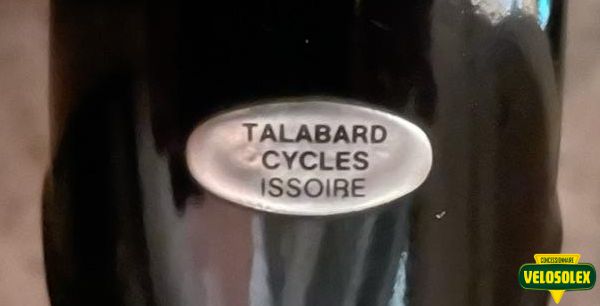 TALABARD
CYCLES
ISSOIRE
CONCESSIONNAIRE
VELOSOLEX